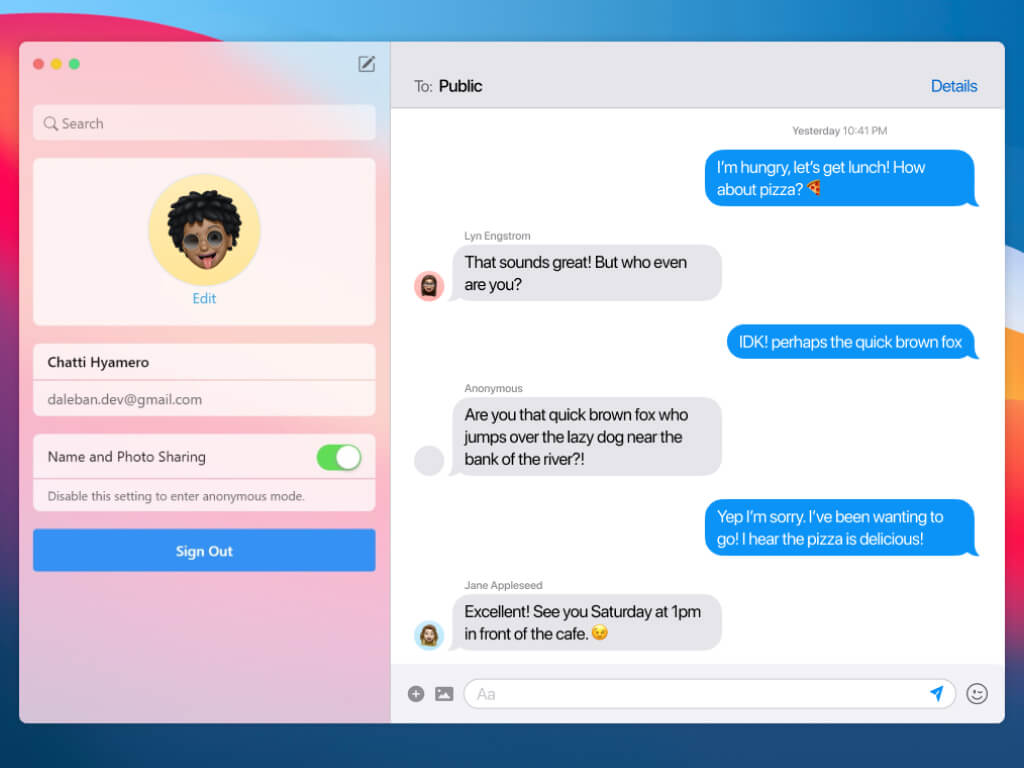 Search
Edit
Chatti Hyamero
daleban.dev@gmail.com
Name and Photo Sharing
Disable this setting to enter anonymous mode.
Sign Out
To: Public
Details
Yesterday 10:41 PM
I'm hungry, let's get lunch! How
about pizza? 🍕
Lyn Engstrom
That sounds great! But who even
are you?
IDK! perhaps the quick brown fox
Anonymous
Are you that quick brown fox who
jumps over the lazy dog near the
bank of the river?!
Yep I'm sorry. I've been wanting to
go! I hear the pizza is delicious!
Jane Appleseed
Excellent! See you Saturday at 1pm
in front of the cafe. 😉
Aa